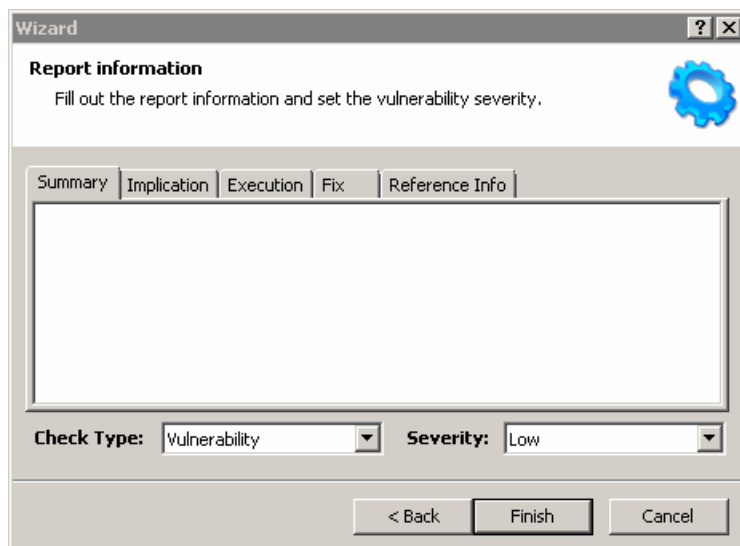 Wizard
Report information
Fill out the report information and set the vulnerability severity.
Summary Implication Execution Fix Reference Info
Check Type: Vulnerability Severity: Low
< Back Finish Cancel